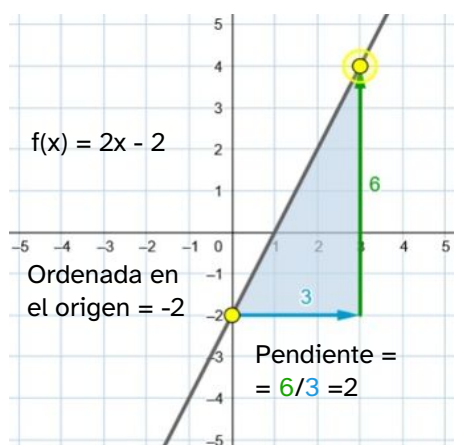 5
4
3
f(x) = 2x - 2
2
1
6
-5 -4 -3 -2 -1 0 1 2 3 4 5
Ordenada en
-1
el origen = -2
-2
3
-3
Pendiente =
-4
= 6/3 =2
-5